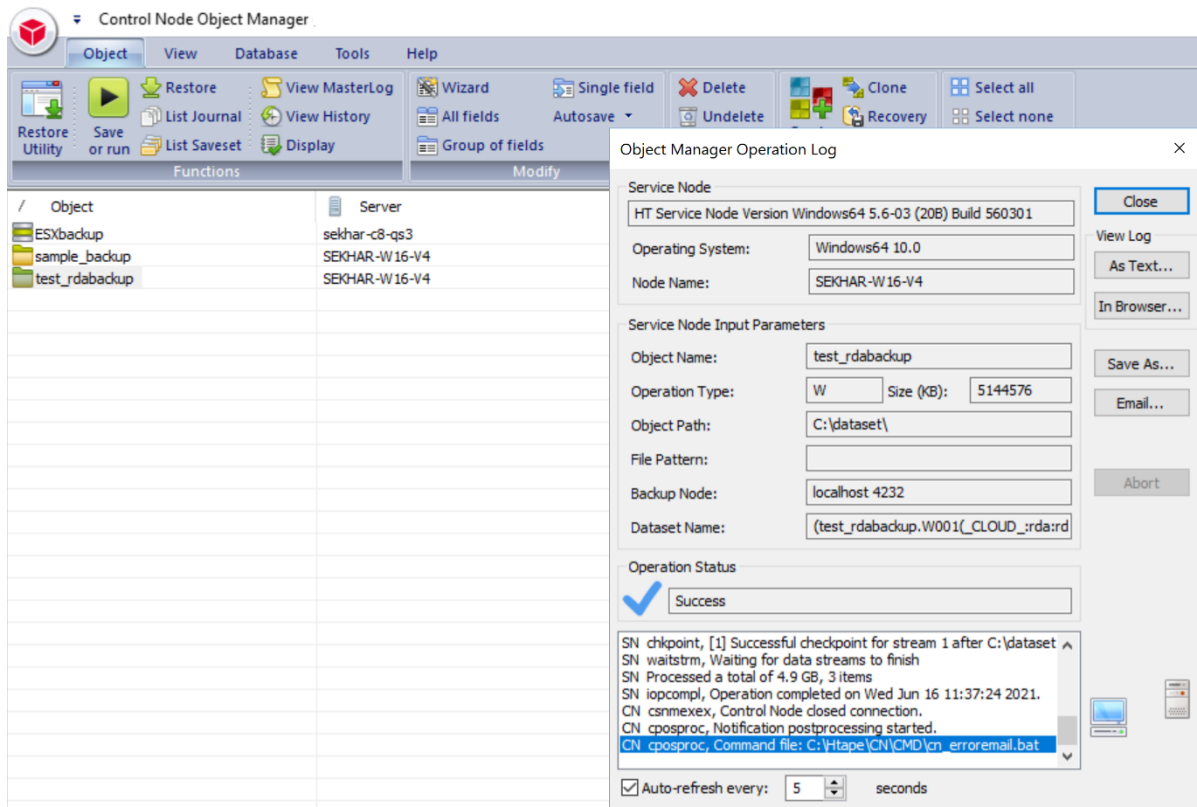 Control Node Object Manager
Object View Database Tools Help
Restore Utility
Save or run
Restore
List Journal
List Saveset
View MasterLog
View History
Display
Functions
Wizard
All fields
Group of fields
Single field
Autosave
Modify
Delete
Undelete
Clone
Recovery
Select all
Select none
/ Object Server
ESXbackup sekhar-c8-qs3
sample_backup SEKHAR-W16-V4
test_rdabackup SEKHAR-W16-V4
Object Manager Operation Log
Service Node
HT Service Node Version Windows64 5.6-03 (20B) Build 560301
Operating System: Windows64 10.0
Node Name: SEKHAR-W16-V4
Service Node Input Parameters
Object Name: test_rdabackup
Operation Type: W Size (KB): 5144576
Object Path: C:\dataset\
File Pattern:
Backup Node: localhost 4232
Dataset Name: (test_rdabackup.W001(_CLOUD_:rda:rd
Operation Status
Success
SN chkpoint, [1] Successful checkpoint for stream 1 after C:\dataset
SN waitstrm, Waiting for data streams to finish
SN Processed a total of 4.9 GB, 3 items
SN iopcompl, Operation completed on Wed Jun 16 11:37:24 2021.
CN csnmexex, Control Node closed connection.
CN cposproc, Notification postprocessing started.
CN cposproc, Command file: C:\Htape\CN\CMD\cn_erroremail.bat
Auto-refresh every: 5 seconds
Close
View Log
As Text...
In Browser...
Save As...
Email...
Abort